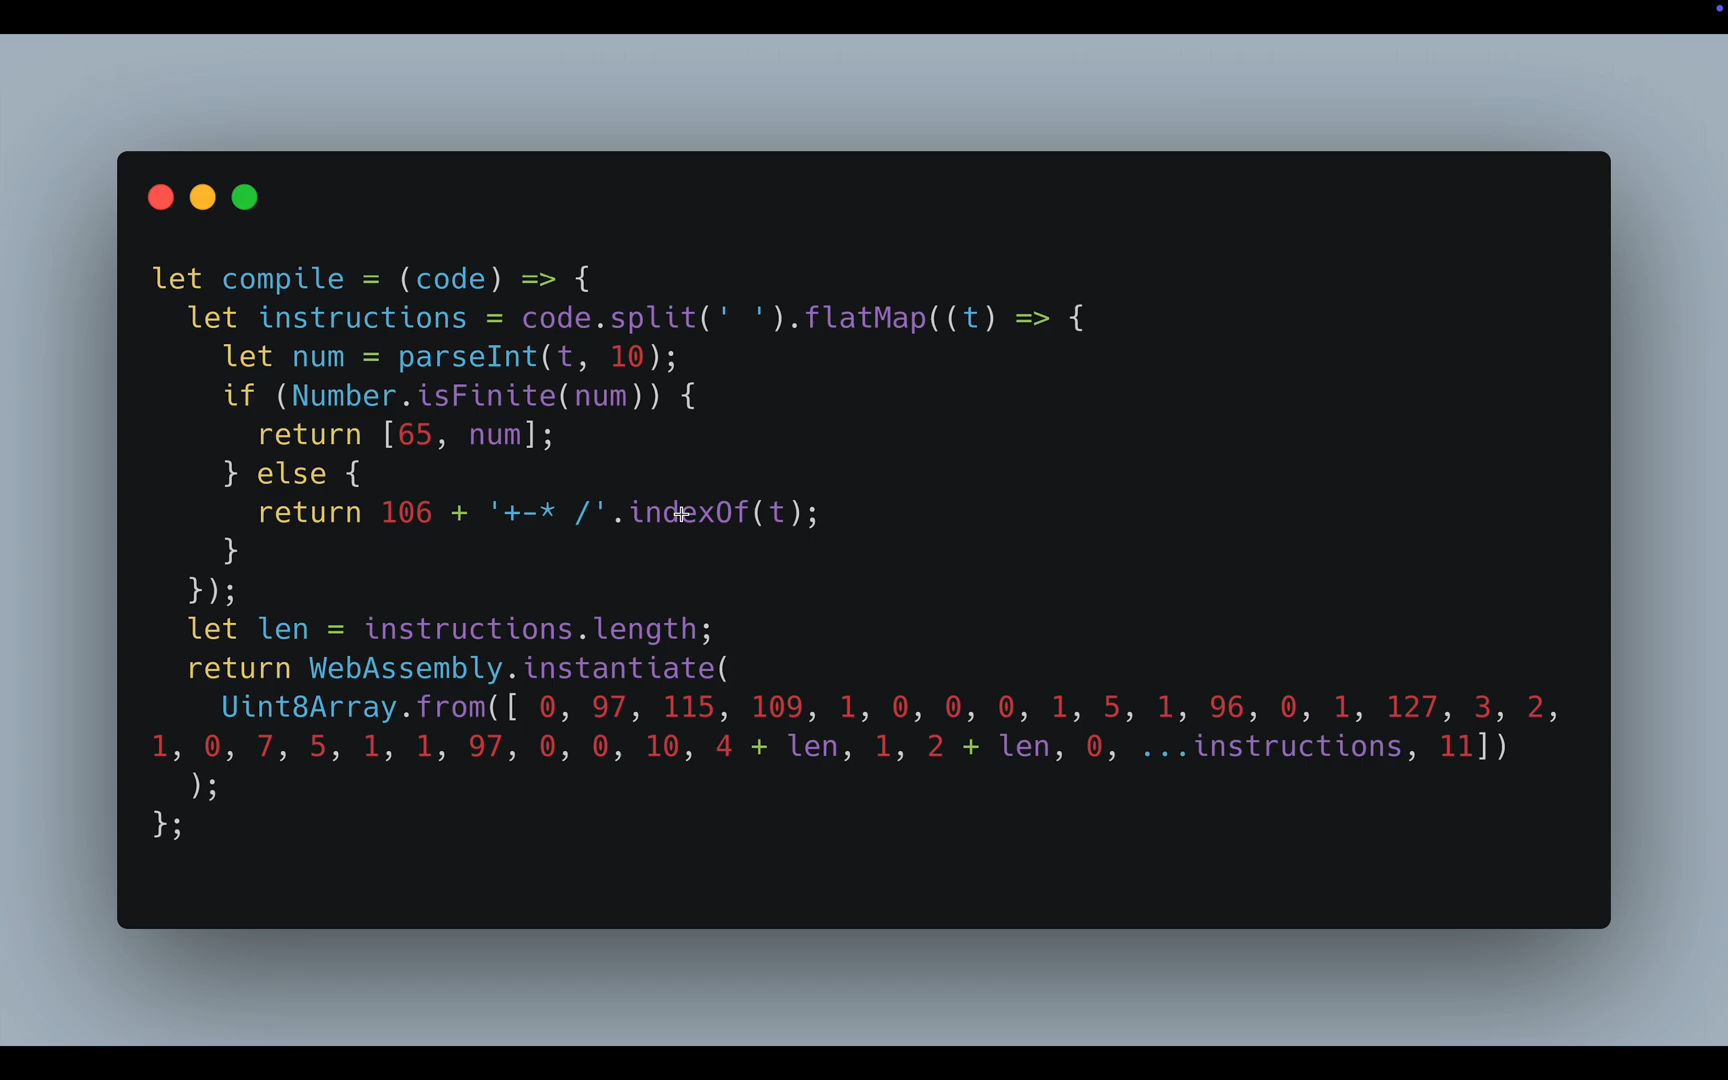 let compile = (code) => {
  let instructions = code.split(' ').flatMap((t) => {
    let num = parseInt(t, 10);
    if (Number.isFinite(num)) {
      return [65, num];
    } else {
      return 106 + '+-* /'.indexOf(t);
    }
  });
  let len = instructions.length;
  return WebAssembly.instantiate(
    Uint8Array.from([ 0, 97, 115, 109, 1, 0, 0, 0, 1, 5, 1, 96, 0, 1, 127, 3, 2,
1, 0, 7, 5, 1, 1, 97, 0, 0, 10, 4 + len, 1, 2 + len, 0, ...instructions, 11])
  );
};